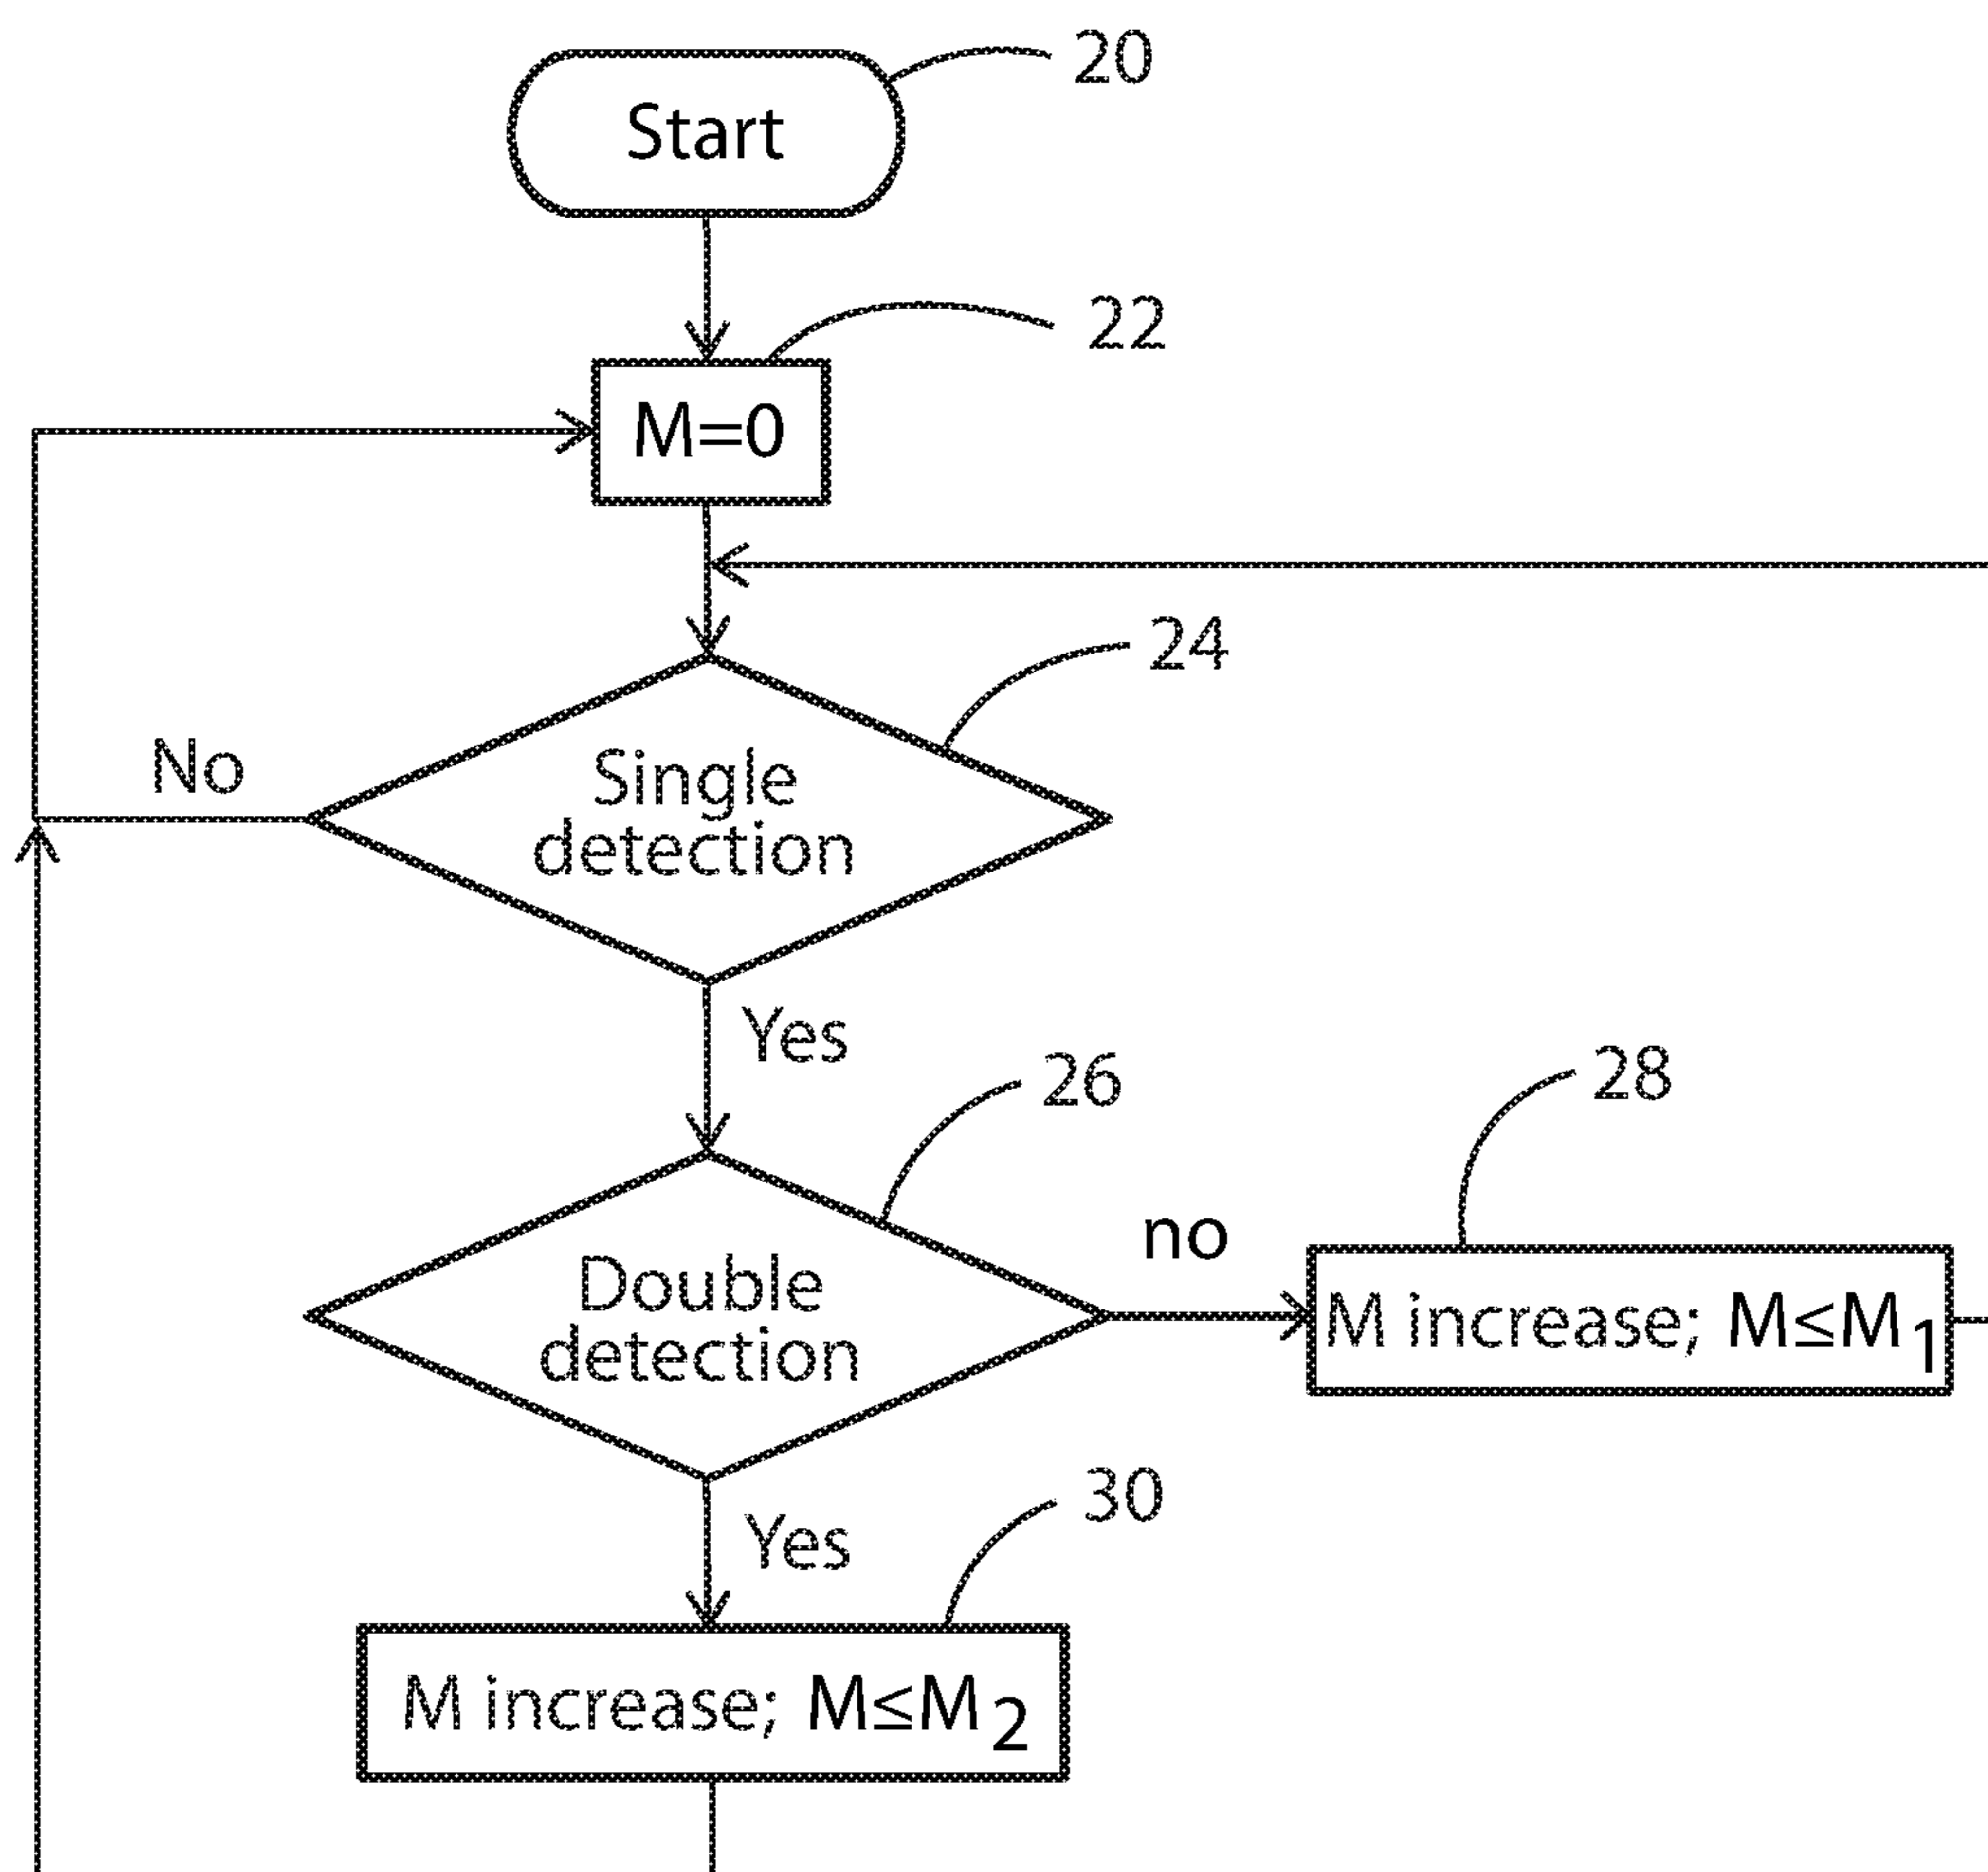 Start
20
22
M=0
24
No
Single
detection
Yes
26
28
no
Double
detection
M increase; M≤M1
30
Yes
M increase; M≤M2